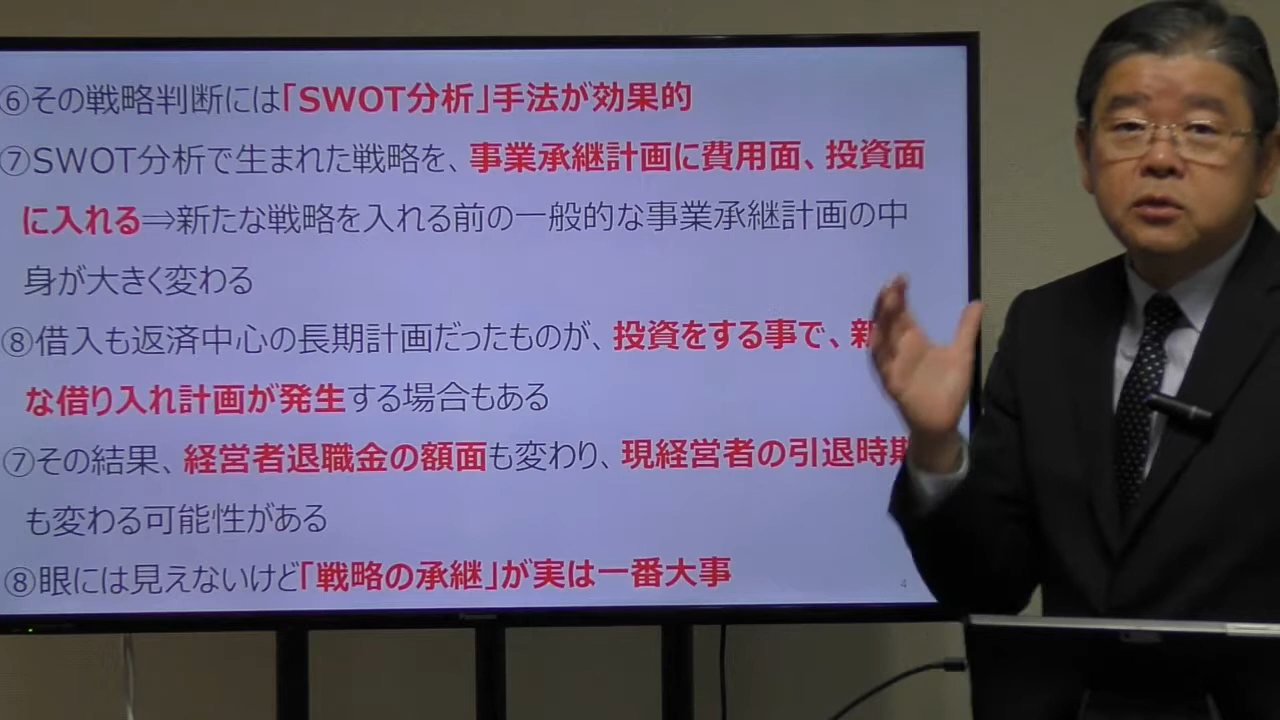 ⑥その戦略判断には「SWOT分析」手法が効果的
⑦SWOT分析で生まれた戦略を、事業承継計画に費用面、投資面
に入れる⇒新たな戦略を入れる前の一般的な事業承継計画の中
身が大きく変わる
⑧借入も返済中心の長期計画だったものが、投資をする事で、新
な借り入れ計画が発生する場合もある
⑦その結果、経営者退職金の額面も変わり、現経営者の引退時期
も変わる可能性がある
⑧眼には見えないけど「戦略の承継」が実は一番大事
4
Panasonic